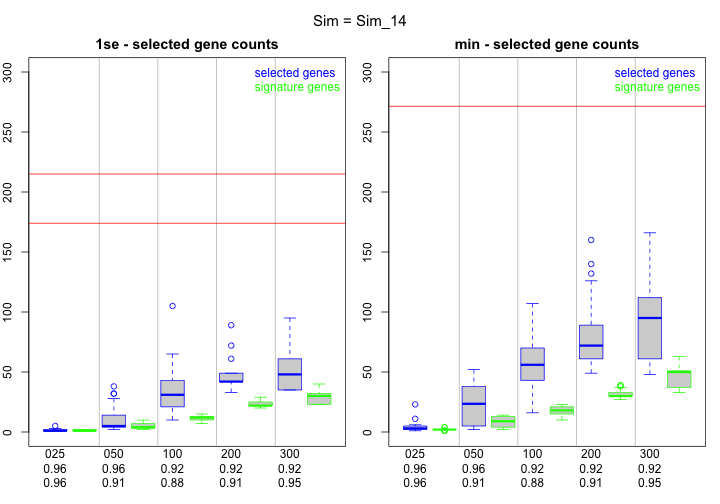 Sim = Sim_14
1se - selected gene counts
selected genes
signature genes
300
250
200
150
100
50
0
025 050 100 200 300
0.96 0.96 0.92 0.92 0.92
0.96 0.91 0.88 0.91 0.95
min - selected gene counts
selected genes
signature genes
300
250
200
150
100
50
0
025 050 100 200 300
0.96 0.96 0.92 0.92 0.92
0.96 0.91 0.88 0.91 0.95